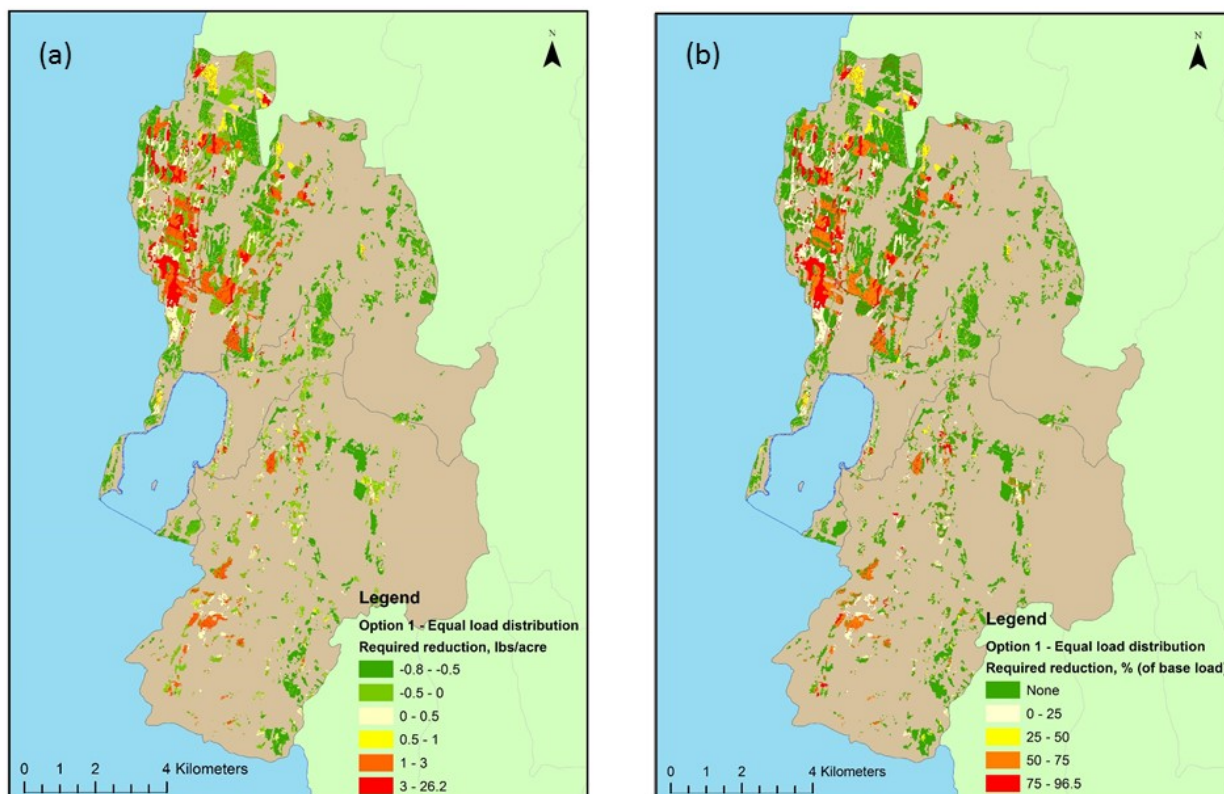 (a)
N
Legend
Option 1 - Equal load distribution
Required reduction, lbs/acre
-0.8 - -0.5
-0.5 - 0
0 - 0.5
0.5 - 1
1 - 3
3 - 26.2
0 1 2 4 Kilometers
(b)
N
Legend
Option 1 - Equal load distribution
Required reduction, % (of base load)
None
0 - 25
25 - 50
50 - 75
75 - 96.5
0 1 2 4 Kilometers